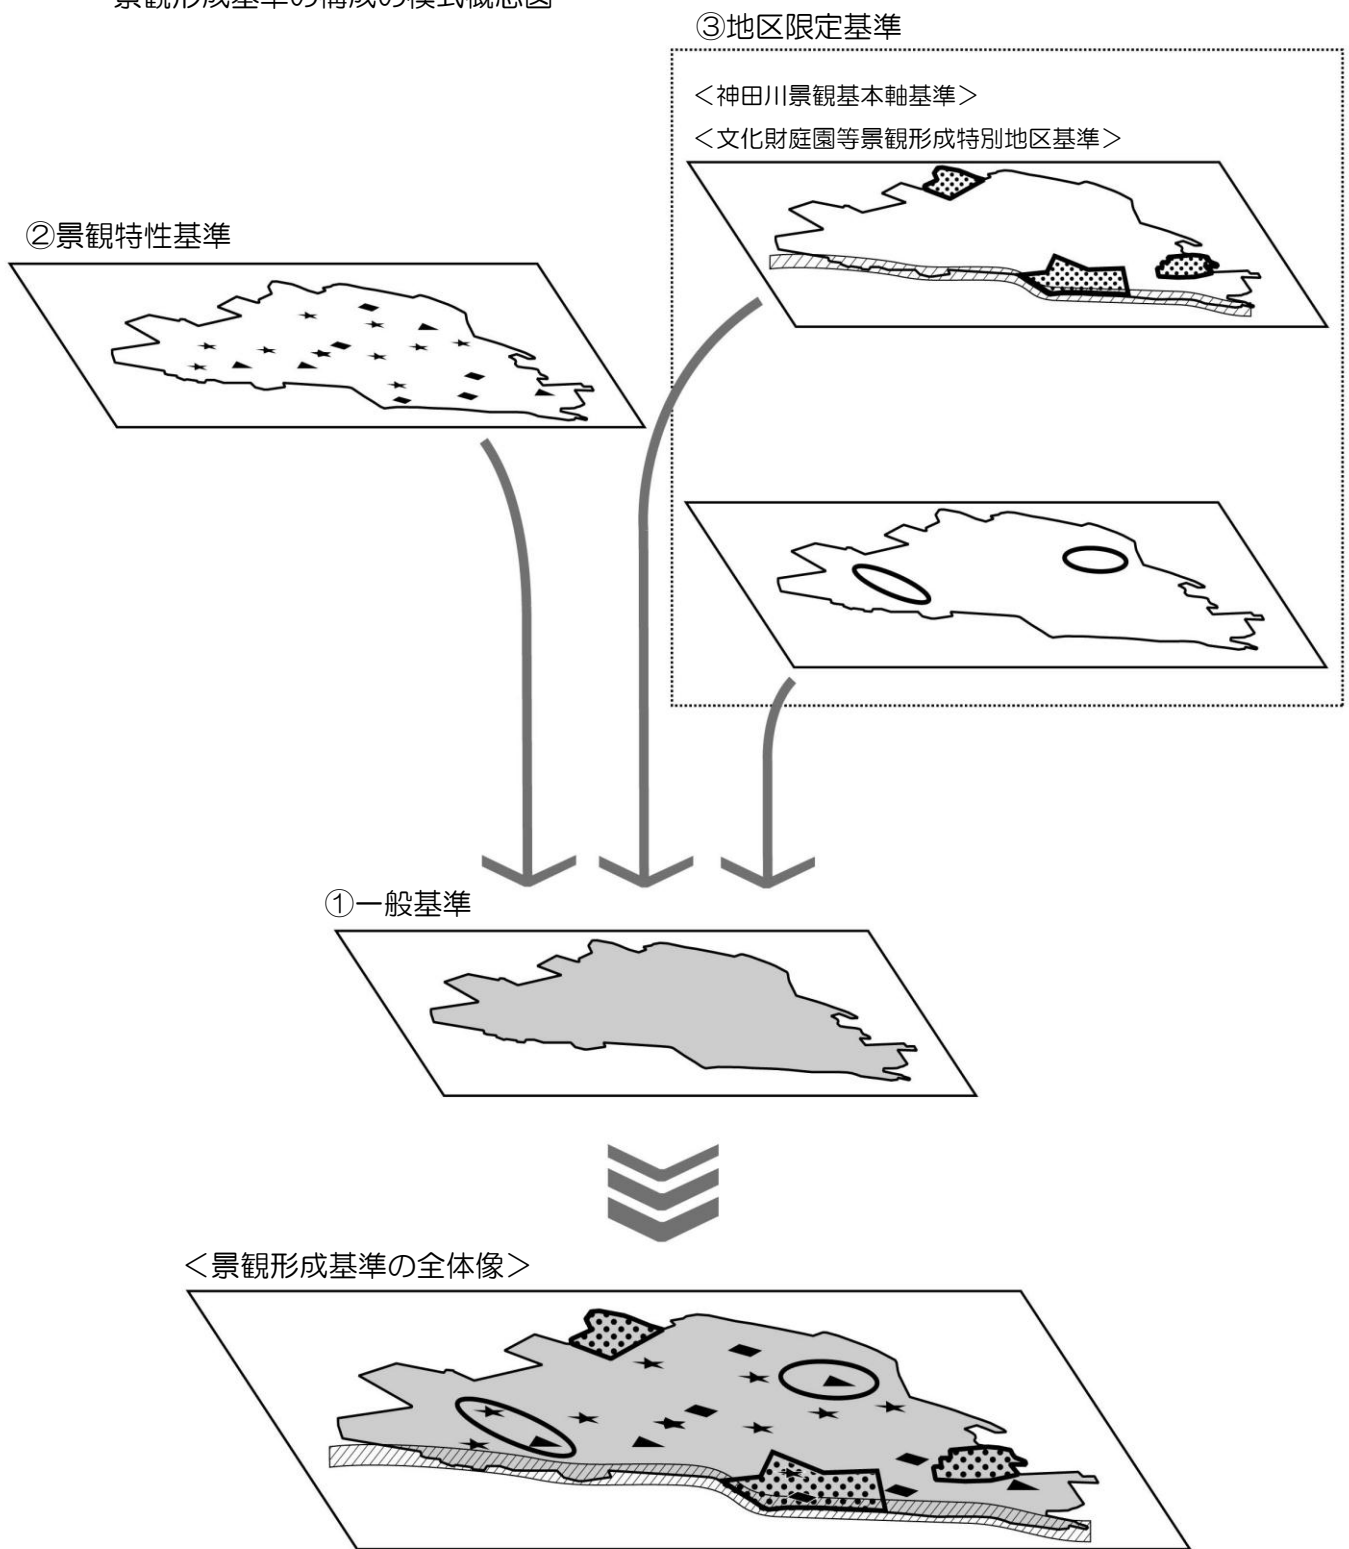 景観形成基準の構成の模式概念図
③地区限定基準
＜神田川景観基本軸基準＞
＜文化財庭園等景観形成特別地区基準＞
②景観特性基準
①一般基準
＜景観形成基準の全体像＞